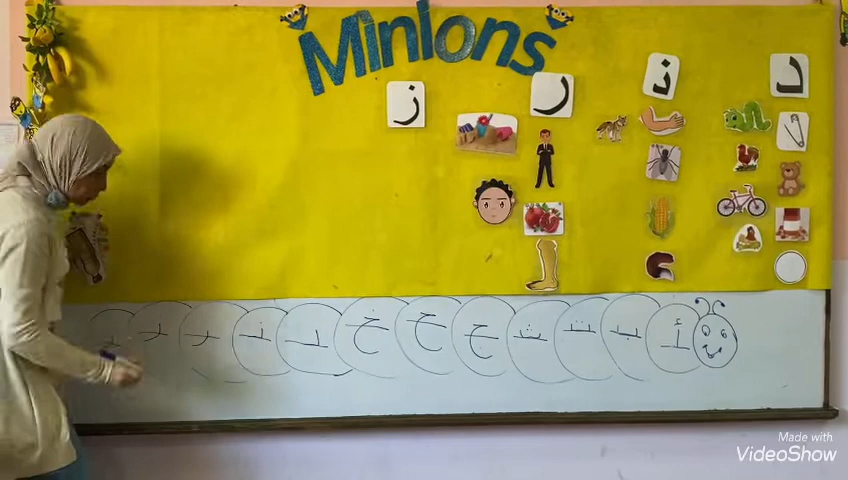 Minions
د ذ ر ز
أ ب ت ث ج ح خ د ذ ر
Made with
VideoShow